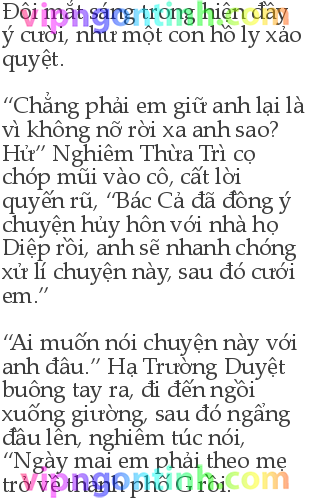 Đôi mắt sáng trong hiện đầy
vipngontinh.com
ý cười, như một con hồ ly xảo
quyệt.
“Chẳng phải em giữ anh lại là
vì không nỡ rời xa anh sao?
Hử” Nghiêm Thừa Trì cọ
chóp mũi vào cô, cất lời
quyến rũ, “Bác Cả đã đồng ý
chuyện hủy hôn với nhà họ
Diệp rồi, anh sẽ nhanh chóng
xử lí chuyện này, sau đó cưới
em.”
“Ai muốn nói chuyện này với
anh đâu.” Hạ Trường Duyệt
buông tay ra, đi đến ngồi
xuống giường, sau đó ngẩng
đầu lên, nghiêm túc nói,
“Ngày mai em phải theo mẹ
vipngontinh.com
trở về thành phố G rồi.